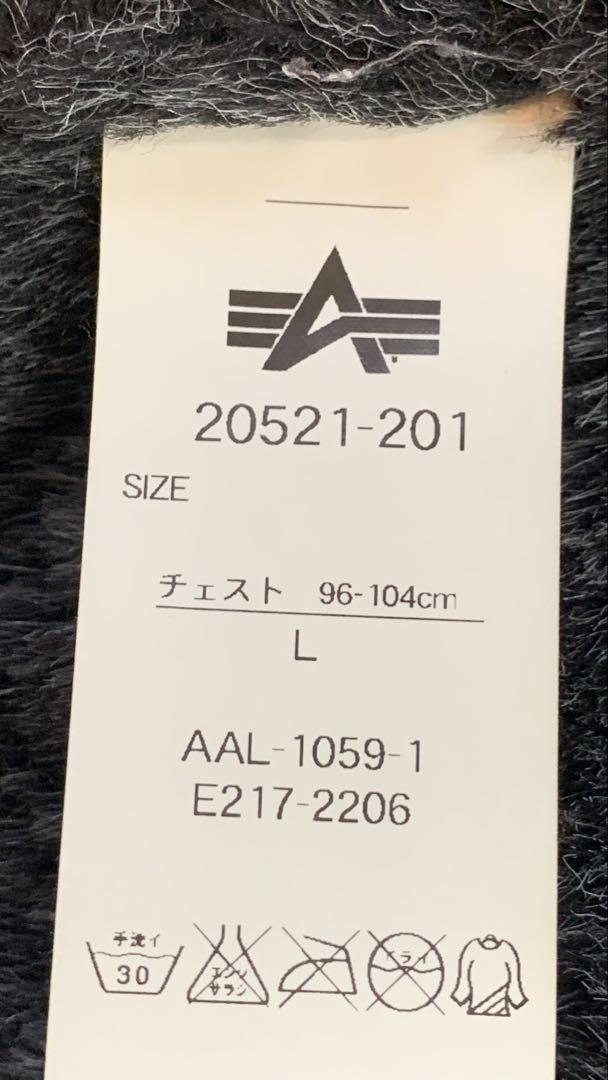 20521-201
SIZE
チェスト 96-104cm
L
AAL-1059-1
E217-2206
手洗イ
30
エンソ
サラシ
ドライ